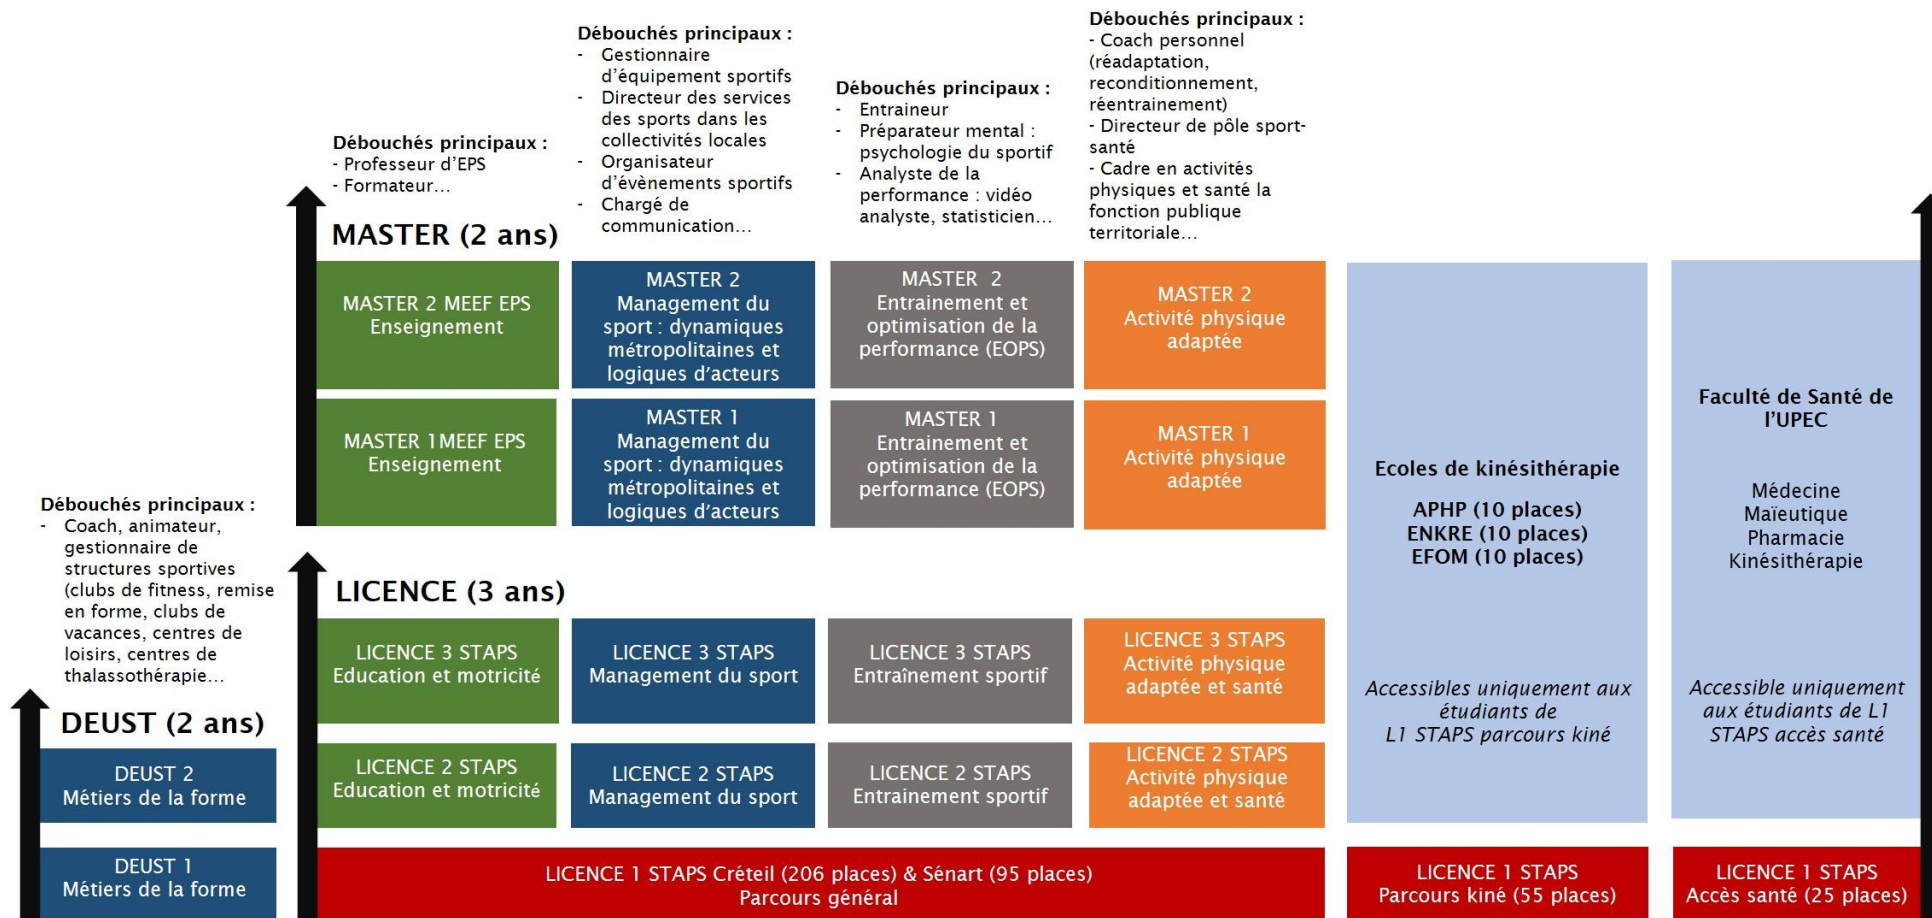 Débouchés principaux :
- Professeur d'EPS
- Formateur…
Débouchés principaux :
- Gestionnaire
d'équipement sportifs
- Directeur des services
des sports dans les
collectivités locales
- Organisateur
d'évènements sportifs
- Chargé de
communication…
Débouchés principaux :
- Entraineur
- Préparateur mental :
psychologie du sportif
- Analyste de la
performance : vidéo
analyste, statisticien…
Débouchés principaux :
- Coach personnel
(réadaptation,
reconditionnement,
réentrainement)
- Directeur de pôle sport-
santé
- Cadre en activités
physiques et santé la
fonction publique
territoriale…
MASTER (2 ans)
MASTER 2 MEEF EPS
Enseignement
MASTER 2
Management du
sport : dynamiques
métropolitaines et
logiques d'acteurs
MASTER 2
Entrainement et
optimisation de la
performance (EOPS)
MASTER 2
Activité physique
adaptée
MASTER 1MEEF EPS
Enseignement
MASTER 1
Management du
sport : dynamiques
métropolitaines et
logiques d'acteurs
MASTER 1
Entrainement et
optimisation de la
performance (EOPS)
MASTER 1
Activité physique
adaptée
Ecoles de kinésithérapie
APHP (10 places)
ENKRE (10 places)
EFOM (10 places)
Accessibles uniquement aux
étudiants de
L1 STAPS parcours kiné
Faculté de Santé de
l'UPEC
Médecine
Maïeutique
Pharmacie
Kinésithérapie
Accessible uniquement
aux étudiants de L1
STAPS accès santé
Débouchés principaux :
- Coach, animateur,
gestionnaire de
structures sportives
(clubs de fitness, remise
en forme, clubs de
vacances, centres de
loisirs, centres de
thalassothérapie…
DEUST (2 ans)
DEUST 2
Métiers de la forme
DEUST 1
Métiers de la forme
LICENCE (3 ans)
LICENCE 3 STAPS
Education et motricité
LICENCE 3 STAPS
Management du sport
LICENCE 3 STAPS
Entraînement sportif
LICENCE 3 STAPS
Activité physique
adaptée et santé
LICENCE 2 STAPS
Education et motricité
LICENCE 2 STAPS
Management du sport
LICENCE 2 STAPS
Entrainement sportif
LICENCE 2 STAPS
Activité physique
adaptée et santé
LICENCE 1 STAPS Créteil (206 places) & Sénart (95 places)
Parcours général
LICENCE 1 STAPS
Parcours kiné (55 places)
LICENCE 1 STAPS
Accès santé (25 places)